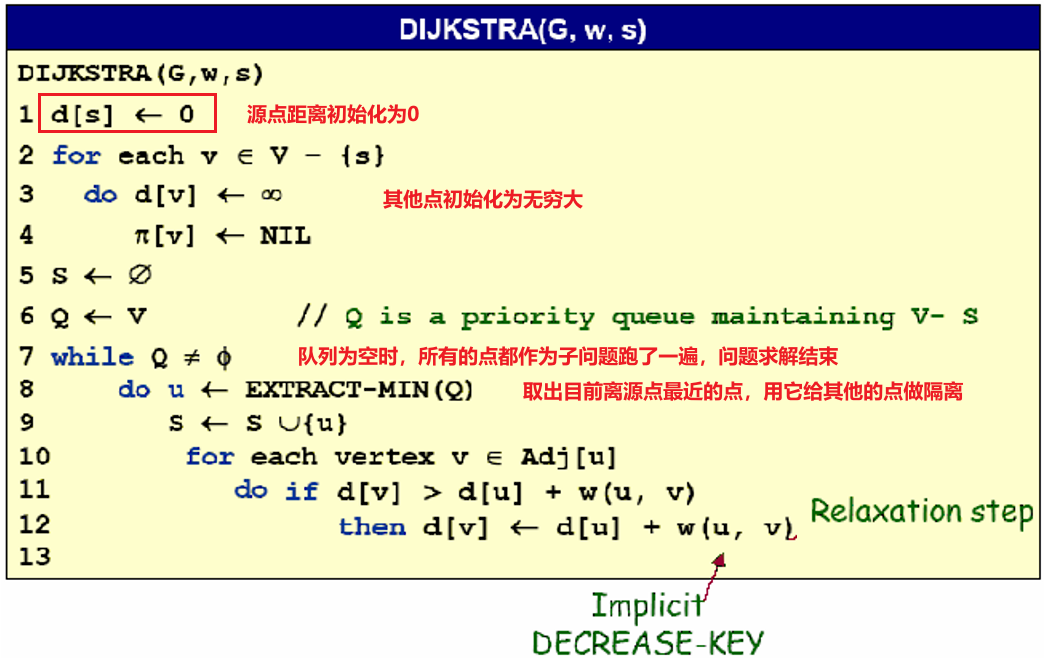 DIJKSTRA(G, w, s)
DIJKSTRA(G,w,s)
1 d[s] ← 0 源点距离初始化为0
2 for each v ∈ V - {s}
3 do d[v] ← ∞ 其他点初始化为无穷大
4 π[v] ← NIL
5 S ← ∅
6 Q ← V // Q is a priority queue maintaining V- S
7 while Q ≠ ϕ 队列为空时，所有的点都作为子问题跑了一遍，问题求解结束
8 do u ← EXTRACT-MIN(Q) 取出目前离源点最近的点，用它给其他的点做隔离
9 S ← S ∪{u}
10 for each vertex v ∈ Adj[u]
11 do if d[v] > d[u] + w(u, v)
12 then d[v] ← d[u] + w(u, v) Relaxation step
13
Implicit
DECREASE-KEY